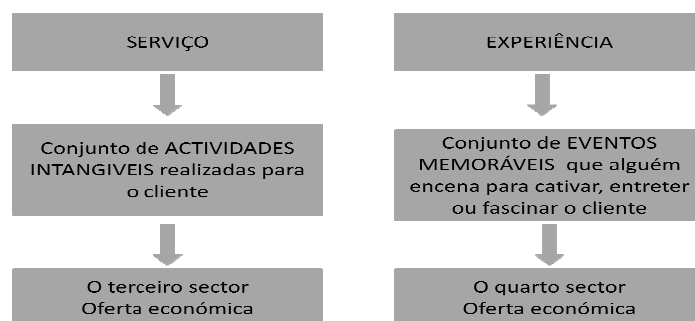 SERVIÇO
Conjunto de ACTIVIDADES
INTANGIVEIS realizadas para
o cliente
O terceiro sector
Oferta económica
EXPERIÊNCIA
Conjunto de EVENTOS
MEMORÁVEIS que alguém
encena para cativar, entreter
ou fascinar o cliente
O quarto sector
Oferta económica